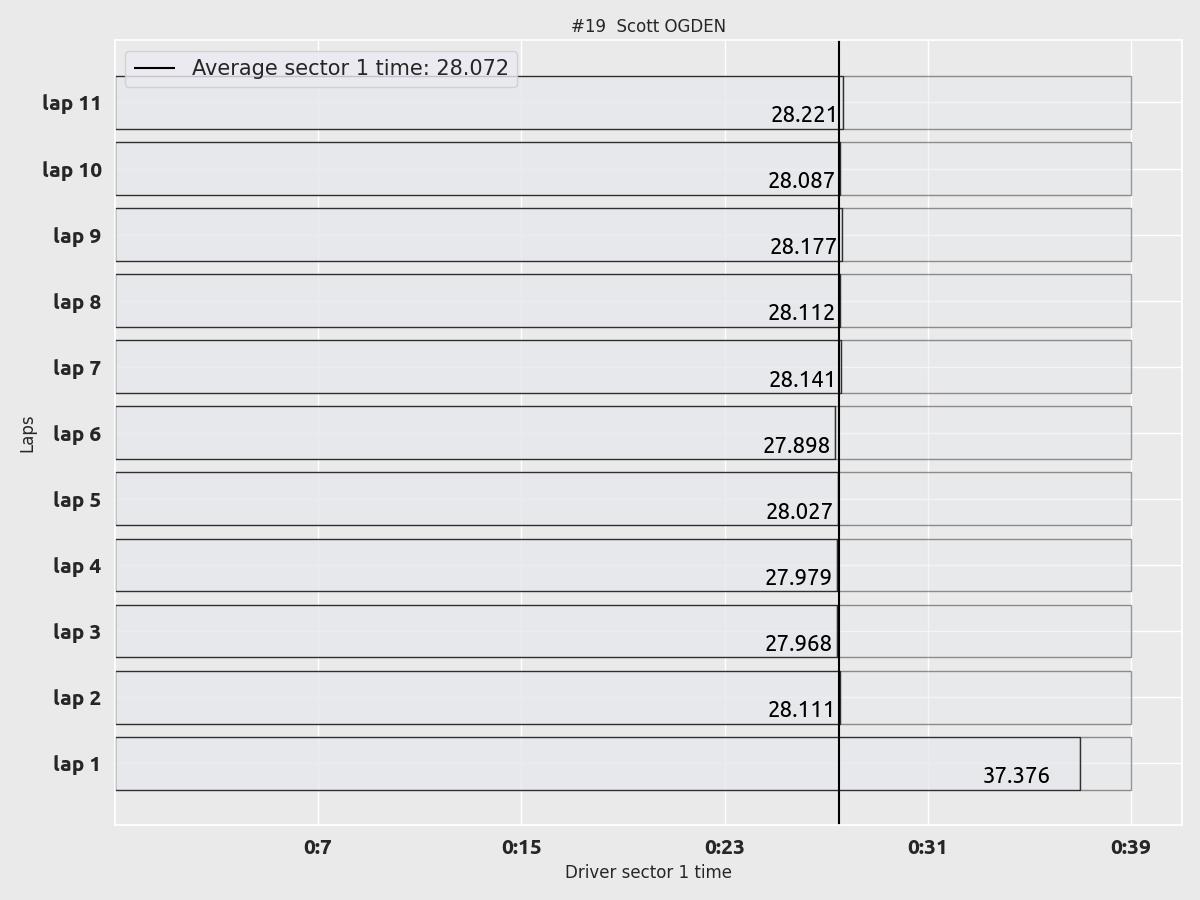 #19  Scott OGDEN
Average sector 1 time: 28.072
lap 11
28.221
lap 10
28.087
lap 9
28.177
lap 8
28.112
lap 7
28.141
lap 6
27.898
lap 5
28.027
lap 4
27.979
lap 3
27.968
lap 2
28.111
lap 1
37.376
Laps
0:7 0:15 0:23 0:31 0:39
Driver sector 1 time